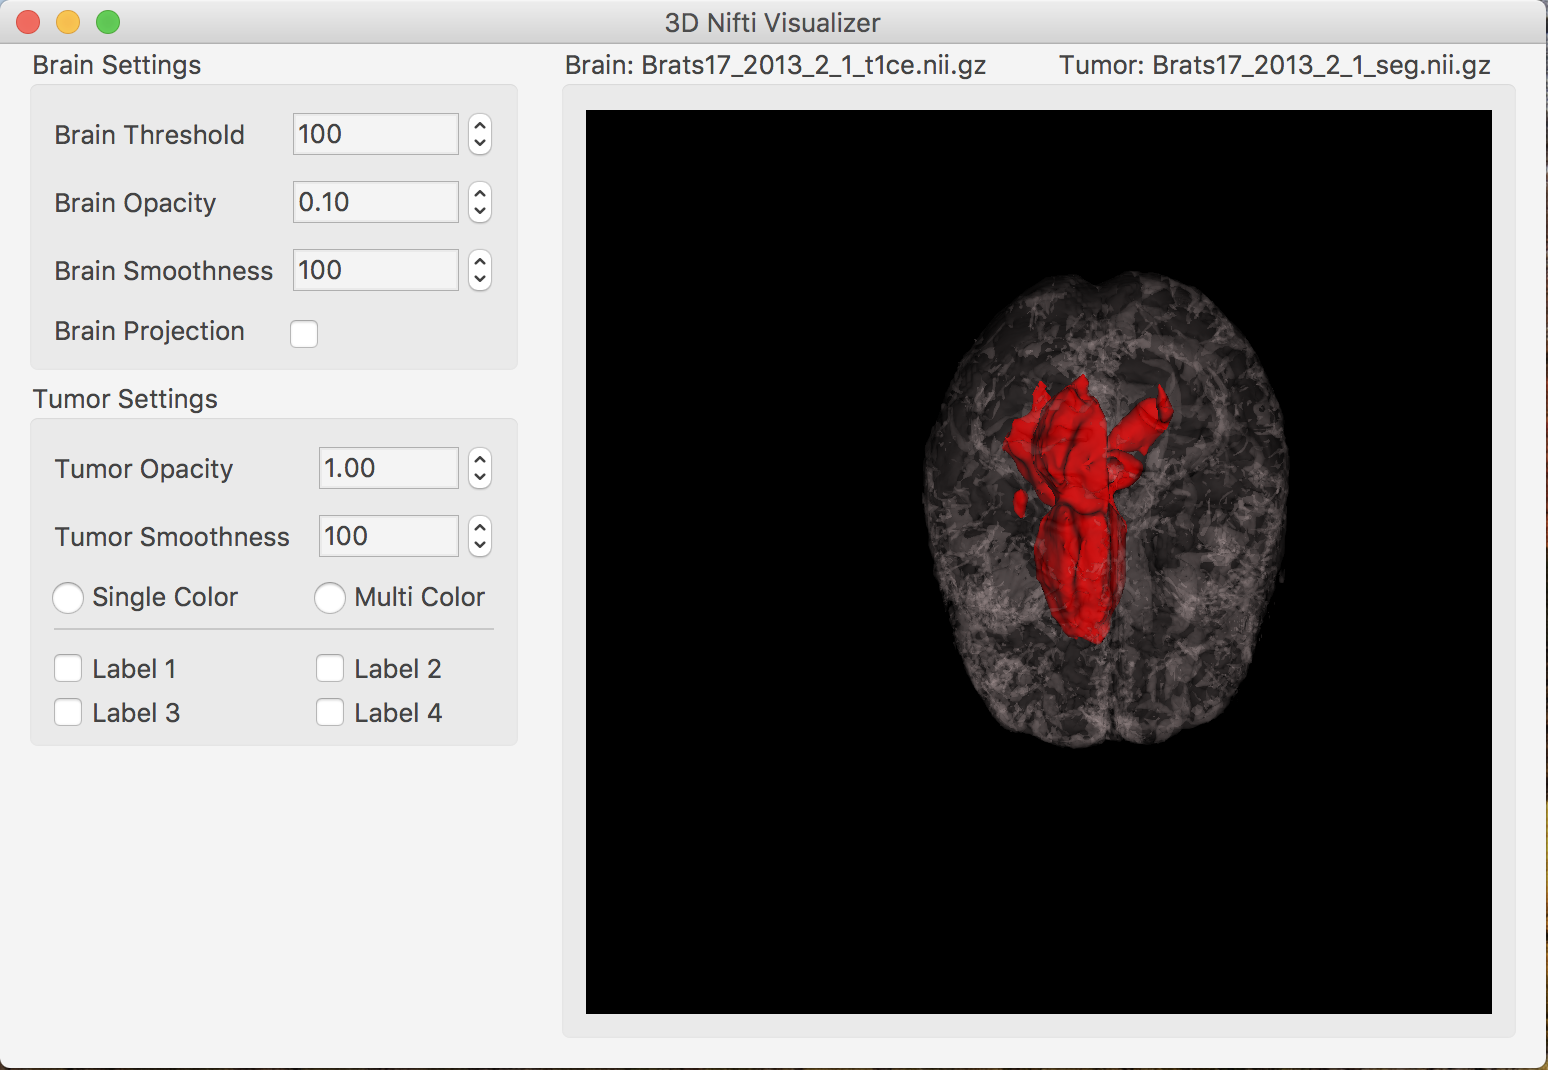 3D Nifti Visualizer
Brain Settings
Brain: Brats17_2013_2_1_t1ce.nii.gz
Tumor: Brats17_2013_2_1_seg.nii.gz
Brain Threshold 100
Brain Opacity 0.10
Brain Smoothness 100
Brain Projection
Tumor Settings
Tumor Opacity 1.00
Tumor Smoothness 100
Single Color Multi Color
Label 1 Label 2
Label 3 Label 4